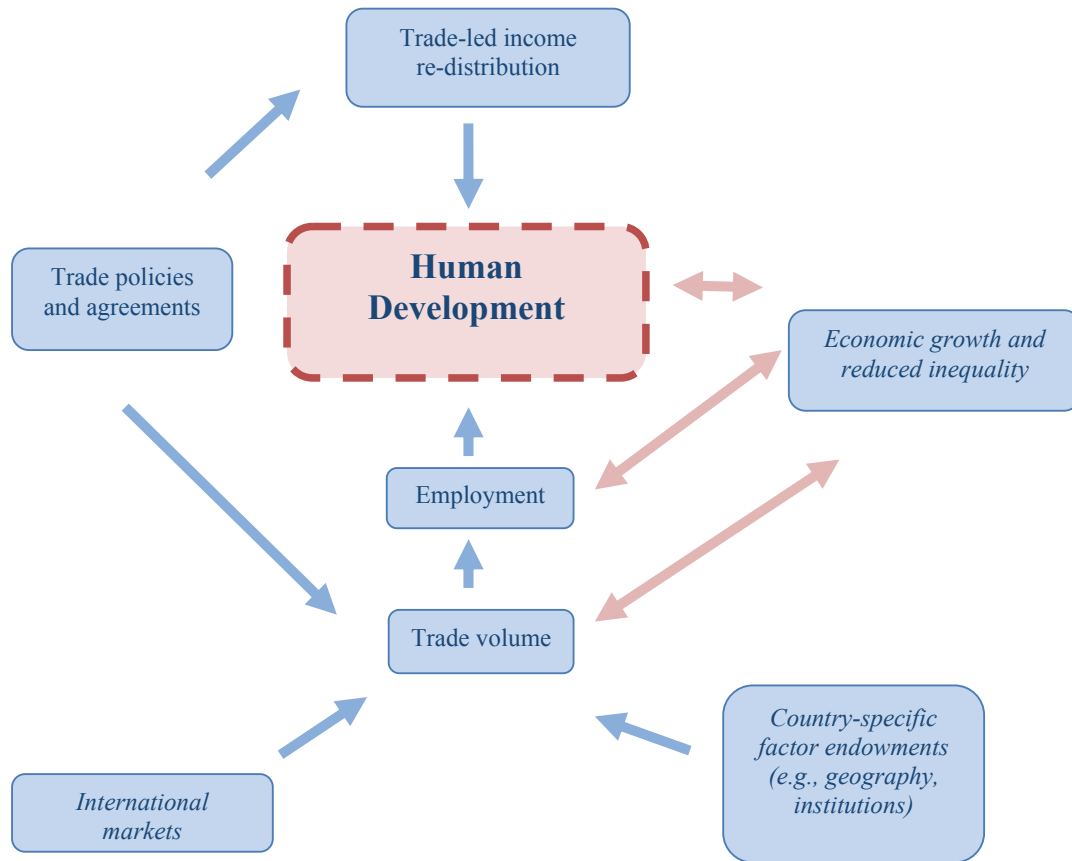 Trade-led income
re-distribution
Human
Development
Trade policies
and agreements
Economic growth and
reduced inequality
Employment
Trade volume
Country-specific
factor endowments
(e.g., geography,
institutions)
International
markets